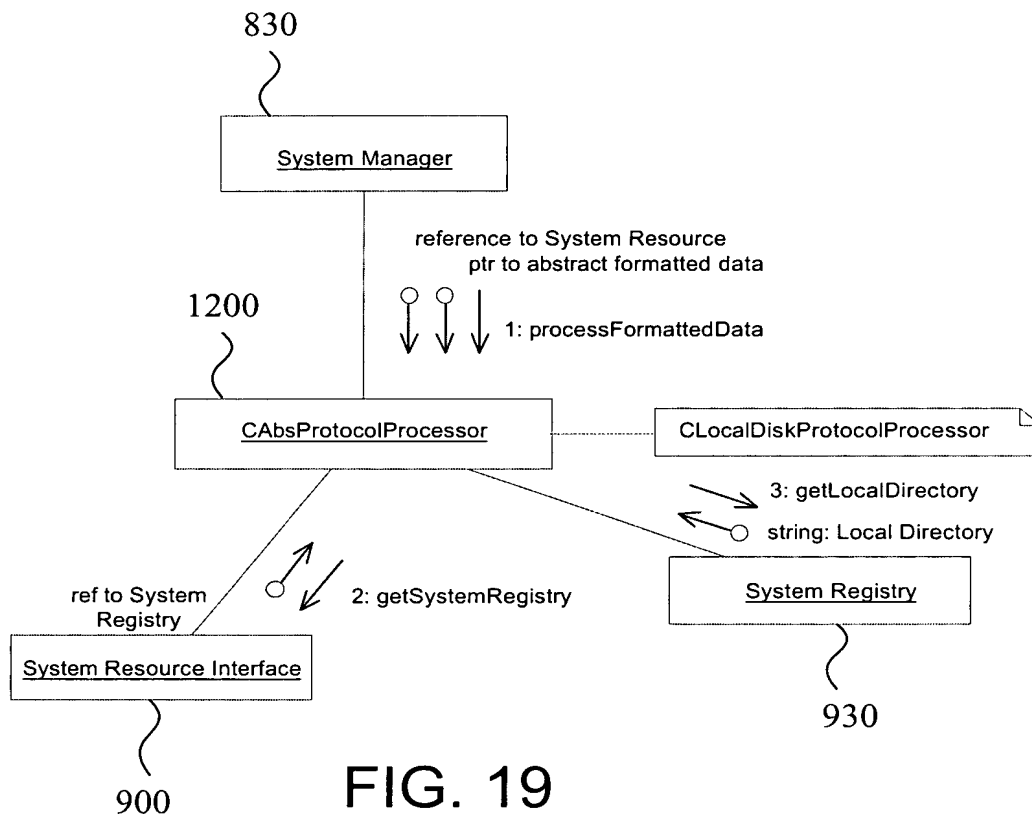 830
System Manager
reference to System Resource
ptr to abstract formatted data
1200
1: processFormattedData
CAbsProtocolProcessor
CLocalDiskProtocolProcessor
3: getLocalDirectory
string: Local Directory
ref to System
Registry
2: getSystemRegistry
System Registry
System Resource Interface
930
900
FIG. 19